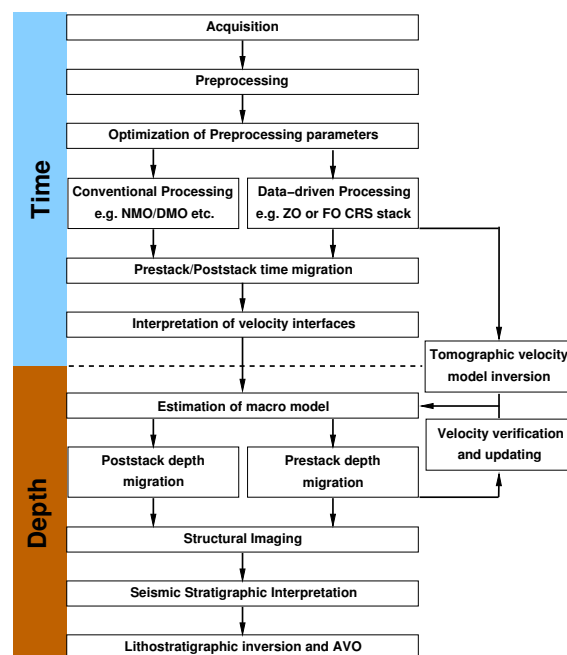 Time
Acquisition
Preprocessing
Optimization of Preprocessing parameters
Conventional Processing
e.g. NMO/DMO etc.
Data−driven Processing
e.g. ZO or FO CRS stack
Prestack/Poststack time migration
Interpretation of velocity interfaces
Tomographic velocity
model inversion
Depth
Estimation of macro model
Velocity verification
and updating
Poststack depth
migration
Prestack depth
migration
Structural Imaging
Seismic Stratigraphic Interpretation
Lithostratigraphic inversion and AVO